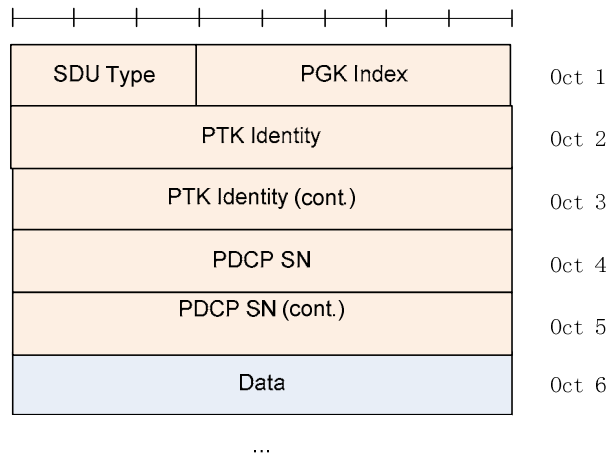 SDU Type PGK Index Oct 1
PTK Identity Oct 2
PTK Identity (cont.) Oct 3
PDCP SN Oct 4
PDCP SN (cont.) Oct 5
Data Oct 6
...